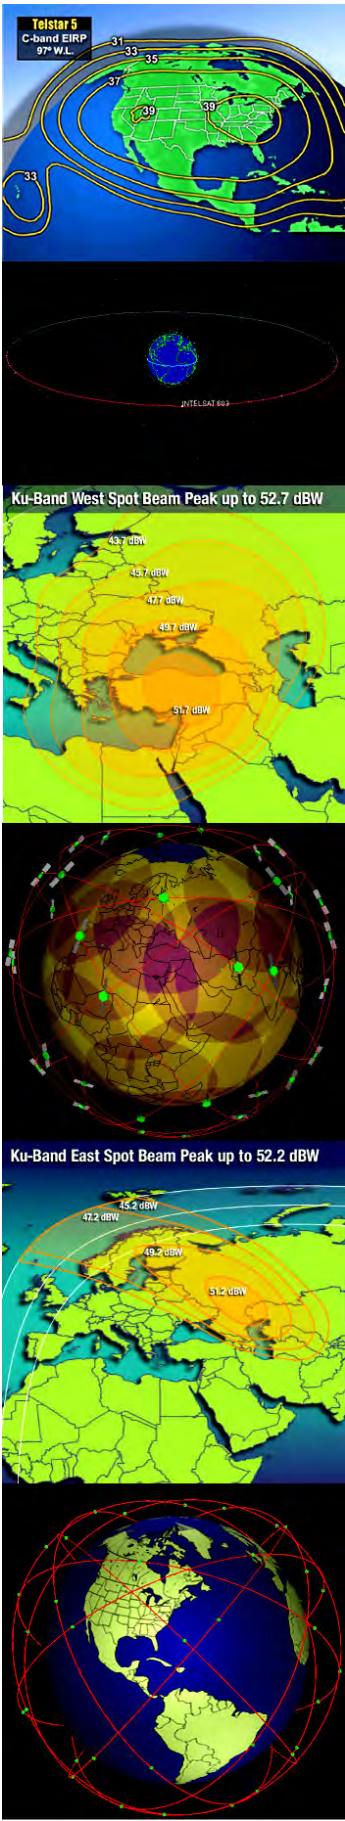 Telstar 5
C-band EIRP
97° W.L.
31
33
35
37
39
39
33
INTELSAT 603
Ku-Band West Spot Beam Peak up to 52.7 dBW
43.7 dBW
45.7 dBW
47.7 dBW
49.7 dBW
51.7 dBW
Ku-Band East Spot Beam Peak up to 52.2 dBW
45.2 dBW
47.2 dBW
49.2 dBW
51.2 dBW